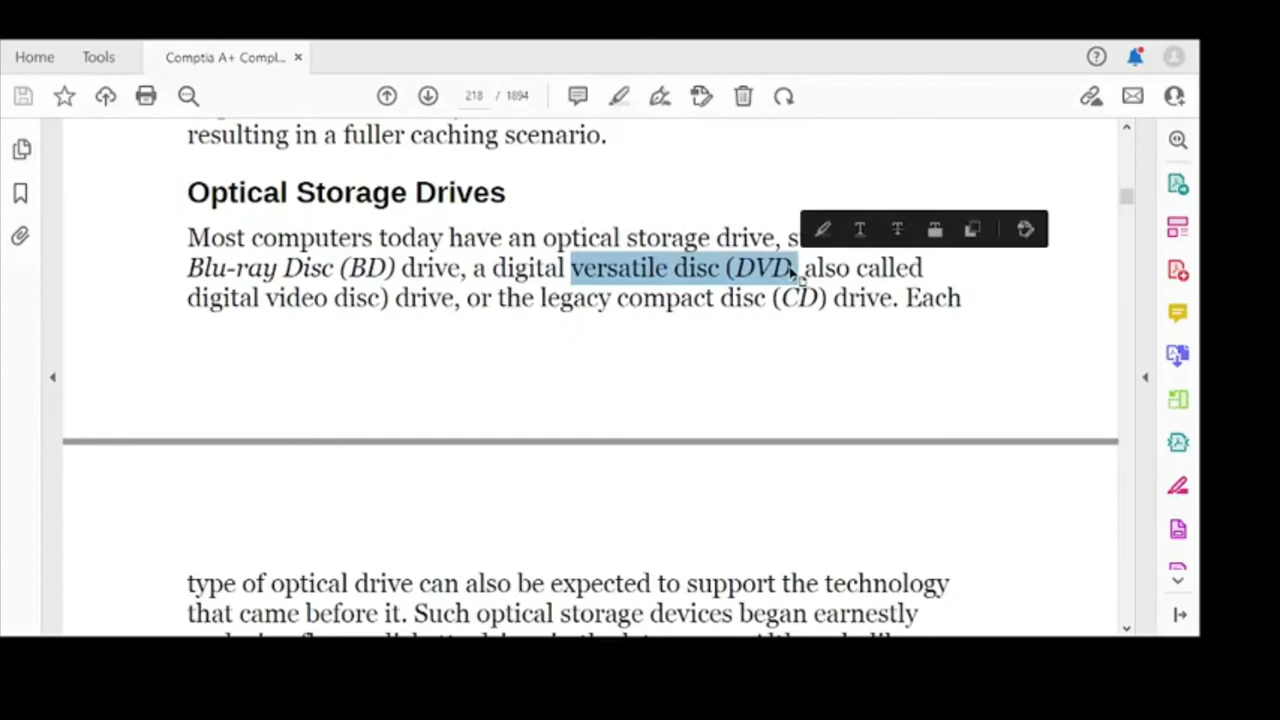 Home Tools Comptia A+ Compl... ×
218 / 1894
resulting in a fuller caching scenario.
Optical Storage Drives
Most computers today have an optical storage drive,
Blu-ray Disc (BD) drive, a digital versatile disc (DVD, also called
digital video disc) drive, or the legacy compact disc (CD) drive. Each
type of optical drive can also be expected to support the technology
that came before it. Such optical storage devices began earnestly